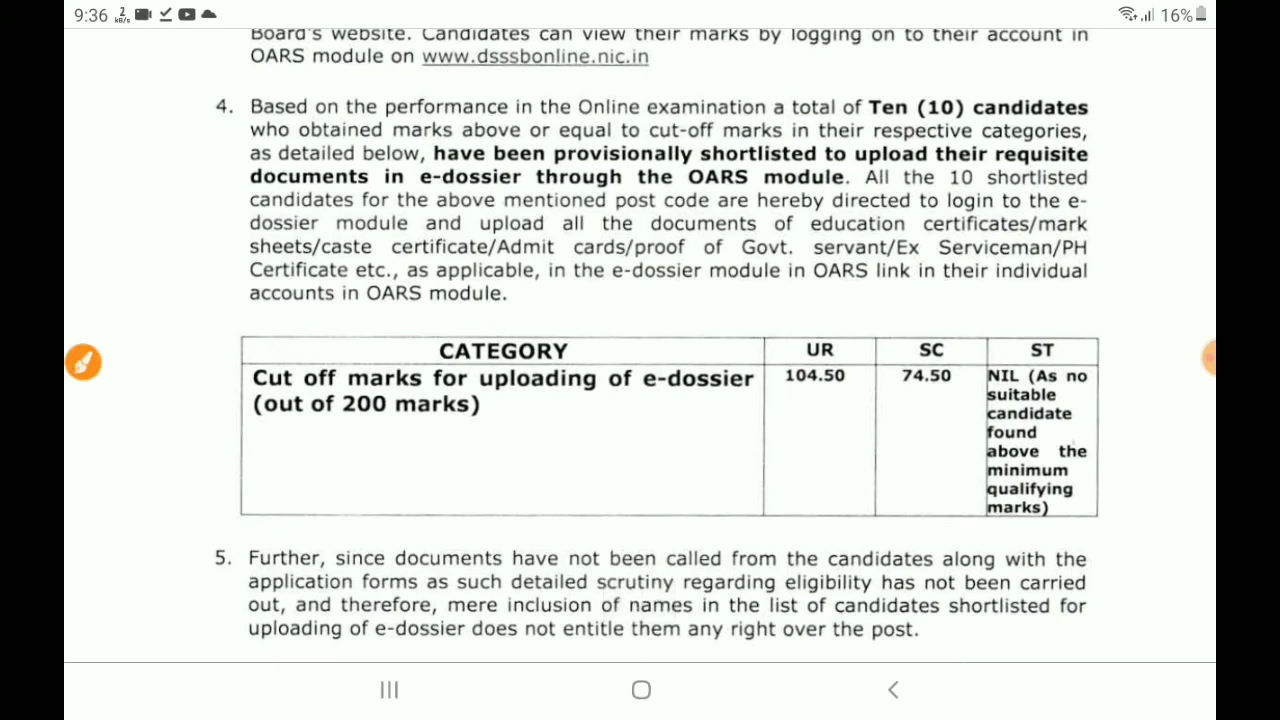 9:36 2 kB/s 16%
Board's website. Candidates can view their marks by logging on to their account in
OARS module on www.dsssbonline.nic.in
4. Based on the performance in the Online examination a total of Ten (10) candidates
who obtained marks above or equal to cut-off marks in their respective categories,
as detailed below, have been provisionally shortlisted to upload their requisite
documents in e-dossier through the OARS module. All the 10 shortlisted
candidates for the above mentioned post code are hereby directed to login to the e-
dossier module and upload all the documents of education certificates/mark
sheets/caste certificate/Admit cards/proof of Govt. servant/Ex Serviceman/PH
Certificate etc., as applicable, in the e-dossier module in OARS link in their individual
accounts in OARS module.
CATEGORY UR SC ST
Cut off marks for uploading of e-dossier 104.50 74.50 NIL (As no
(out of 200 marks) suitable
candidate
found
above the
minimum
qualifying
marks)
5. Further, since documents have not been called from the candidates along with the
application forms as such detailed scrutiny regarding eligibility has not been carried
out, and therefore, mere inclusion of names in the list of candidates shortlisted for
uploading of e-dossier does not entitle them any right over the post.